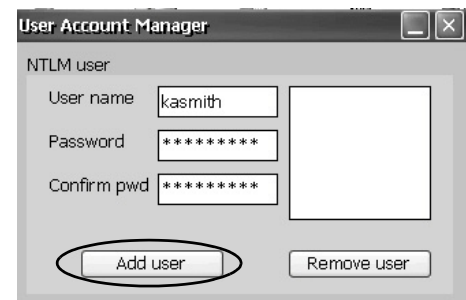 User Account Manager
NTLM user
User name kasmith
Password *********
Confirm pwd *********
Add user Remove user